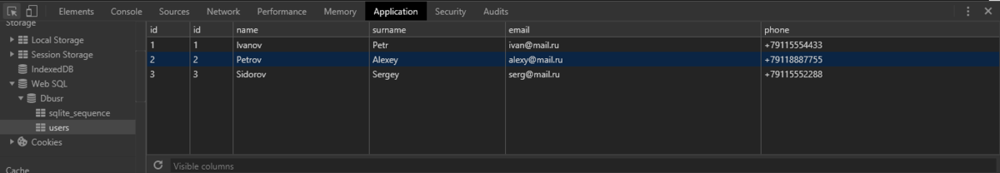 Elements Console Sources Network Performance Memory Application Security Audits
Storage
Local Storage
Session Storage
IndexedDB
Web SQL
Dbusr
sqlite_sequence
users
Cookies
Cache
id id name surname email phone
1 1 Ivanov Petr ivan@mail.ru +79115554433
2 2 Petrov Alexey alexy@mail.ru +79118887755
3 3 Sidorov Sergey serg@mail.ru +79115552288
Visible columns